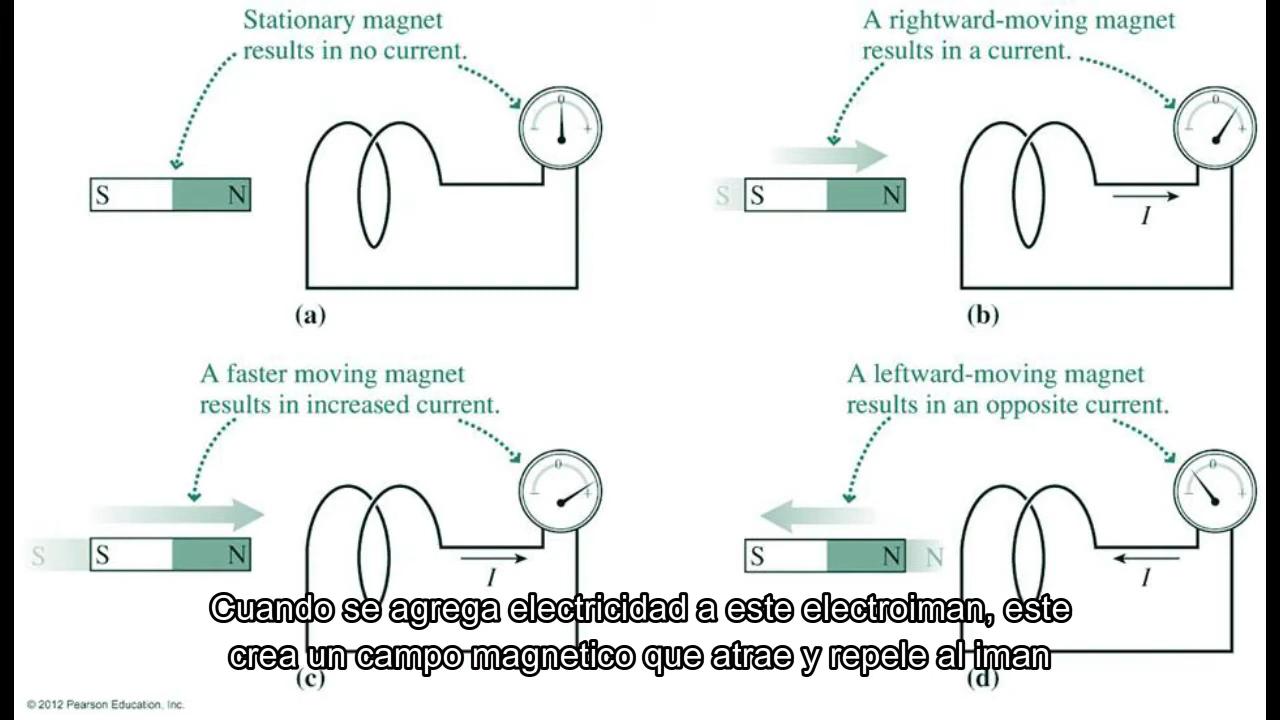 Stationary magnet
results in no current.
0
- +
S N
(a)
A rightward-moving magnet
results in a current.
0
- +
S S N
I
(b)
A faster moving magnet
results in increased current.
0
- +
S S N
I
(c)
A leftward-moving magnet
results in an opposite current.
0
- +
S N N
I
(d)
Cuando se agrega electricidad a este electroiman, este
crea un campo magnetico que atrae y repele al iman
© 2012 Pearson Education, Inc.